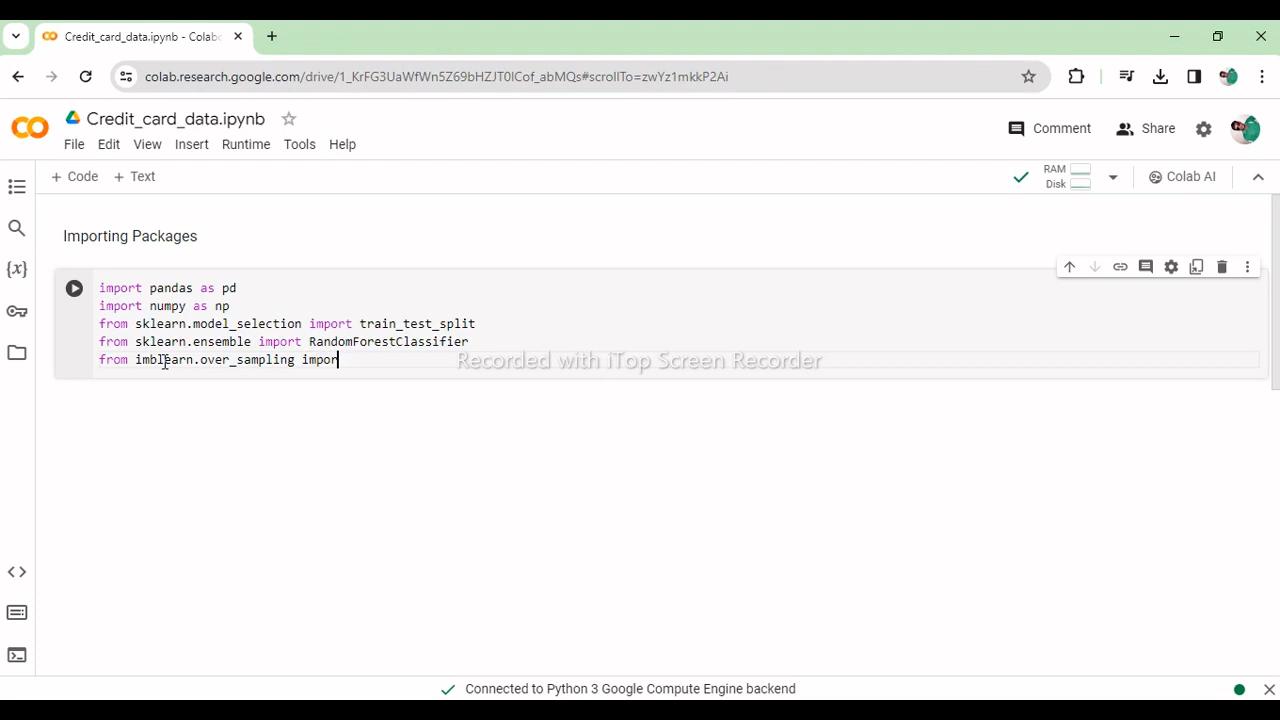 Credit_card_data.ipynb - Colab
colab.research.google.com/drive/1_KrFG3UaWfWn5Z69bHZJT0ICof_abMQs#scrollTo=zwYz1mkkP2Ai
Credit_card_data.ipynb
Comment
Share
File Edit View Insert Runtime Tools Help
+ Code + Text
RAM
Disk
Colab AI
Importing Packages
import pandas as pd
import numpy as np
from sklearn.model_selection import train_test_split
from sklearn.ensemble import RandomForestClassifier
from imblearn.over_sampling impor
Recorded with iTop Screen Recorder
Connected to Python 3 Google Compute Engine backend